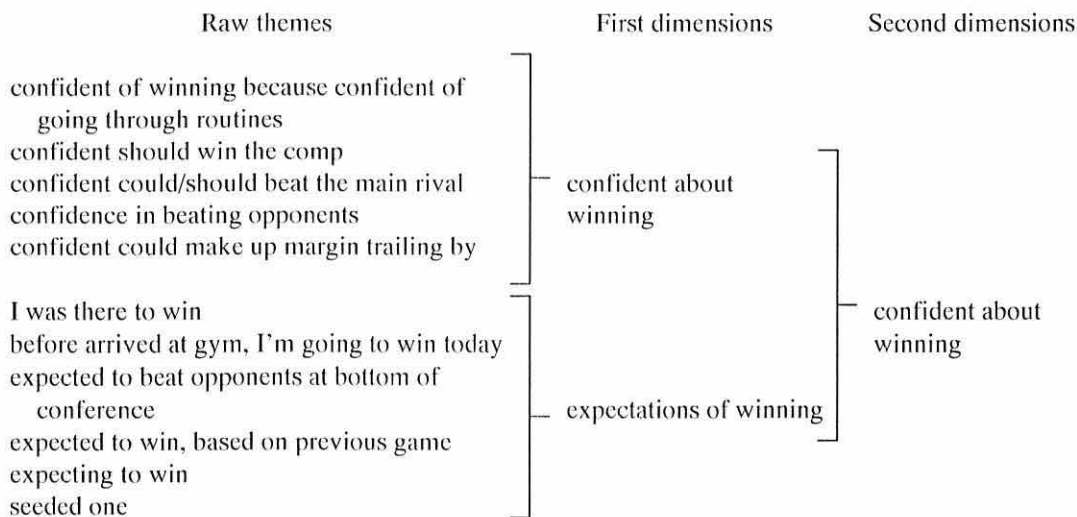 Raw themes
First dimensions
Second dimensions
confident of winning because confident of
going through routines
confident should win the comp
confident could/should beat the main rival
confidence in beating opponents
confident could make up margin trailing by
confident about
winning
I was there to win
before arrived at gym, I'm going to win today
expected to beat opponents at bottom of
conference
expected to win, based on previous game
expecting to win
seeded one
expectations of winning
confident about
winning